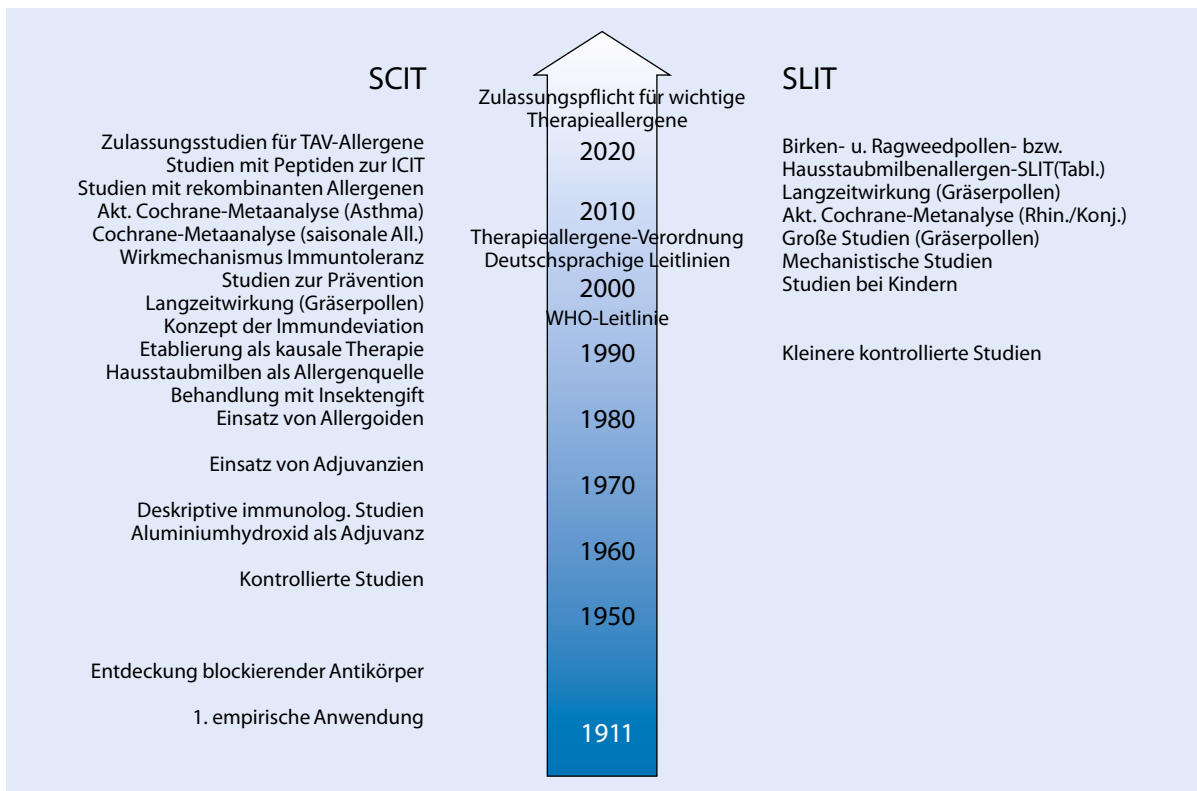 SCIT
Zulassungsstudien für TAV-Allergene
Studien mit Peptiden zur ICIT
Studien mit rekombinanten Allergenen
Akt. Cochrane-Metaanalyse (Asthma)
Cochrane-Metaanalyse (saisonale All.)
Wirkmechanismus Immuntoleranz
Studien zur Prävention
Langzeitwirkung (Gräserpollen)
Konzept der Immundeviation
Etablierung als kausale Therapie
Hausstaubmilben als Allergenquelle
Behandlung mit Insektengift
Einsatz von Allergoiden
Einsatz von Adjuvanzien
Deskriptive immunolog. Studien
Aluminiumhydroxid als Adjuvanz
Kontrollierte Studien
Entdeckung blockierender Antikörper
1. empirische Anwendung
Zulassungspflicht für wichtige
Therapieallergene
2020
2010
Therapieallergene-Verordnung
Deutschsprachige Leitlinien
2000
WHO-Leitlinie
1990
1980
1970
1960
1950
1911
SLIT
Birken- u. Ragweedpollen- bzw.
Hausstaubmilbenallergen-SLIT(Tabl.)
Langzeitwirkung (Gräserpollen)
Akt. Cochrane-Metanalyse (Rhin./Konj.)
Große Studien (Gräserpollen)
Mechanistische Studien
Studien bei Kindern
Kleinere kontrollierte Studien